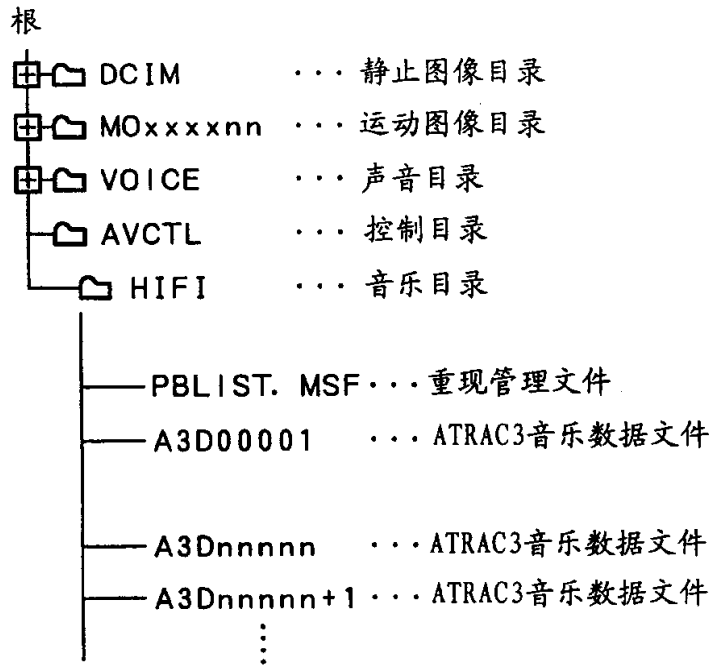 根
DCIM ··· 静止图像目录
MOxxxxnn ··· 运动图像目录
VOICE ··· 声音目录
AVCTL ··· 控制目录
HIFI ··· 音乐目录
PBLIST. MSF ··· 重现管理文件
A3D00001 ··· ATRAC3音乐数据文件
A3Dnnnnn ··· ATRAC3音乐数据文件
A3Dnnnnn+1 ··· ATRAC3音乐数据文件